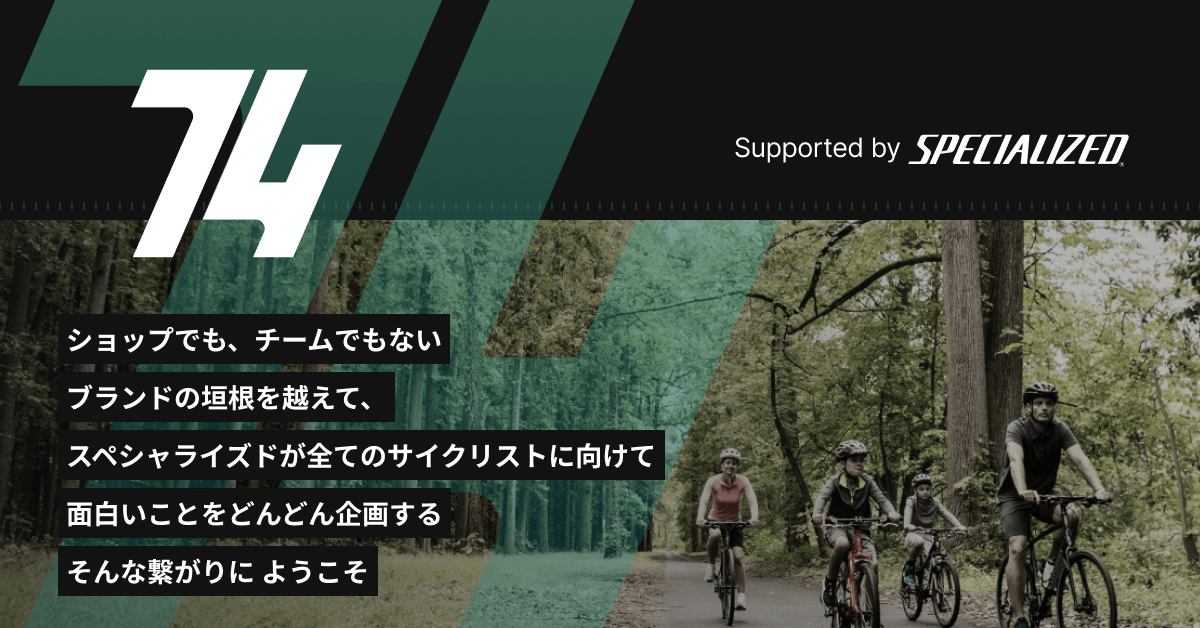 74
Supported by SPECIALIZED
ショップでも、チームでもない
ブランドの垣根を越えて、
スペシャライズドが全てのサイクリストに向けて
面白いことをどんどん企画する
そんな繋がりに ようこそ